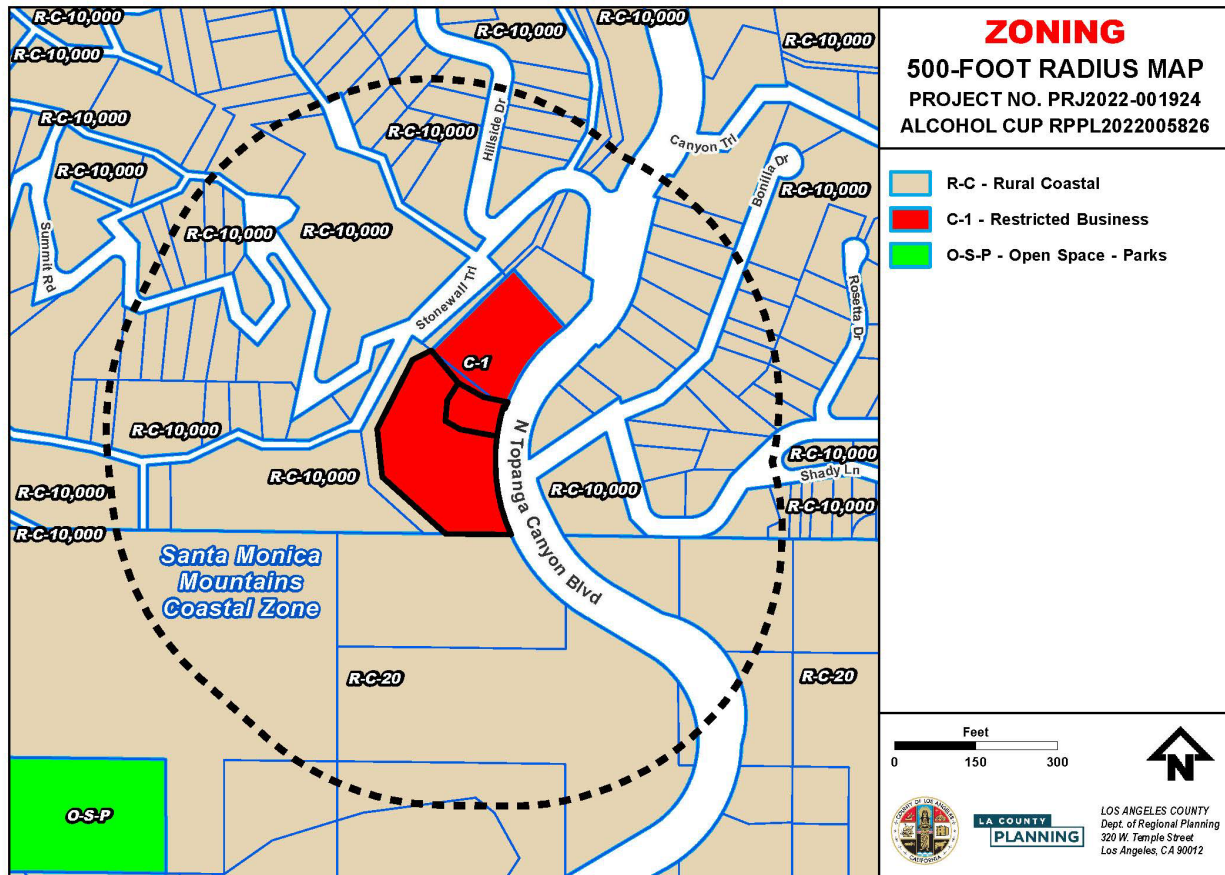 ZONING
500-FOOT RADIUS MAP
PROJECT NO. PRJ2022-001924
ALCOHOL CUP RPPL2022005826
R-C - Rural Coastal
C-1 - Restricted Business
O-S-P - Open Space - Parks
R-C-10,000
R-C-10,000
R-C-10,000
R-C-10,000
R-C-10,000
R-C-10,000
R-C-10,000
Hillside Dr
Canyon Trl
Bonilla Dr
R-C-10,000
R-C-10,000
R-C-10,000
R-C-10,000
Summit Rd
Stonewall Trl
Rosetta Dr
C-1
N Topanga Canyon Blvd
R-C-10,000
R-C-10,000
R-C-10,000
Shady Ln
R-C-10,000
R-C-10,000
R-C-10,000
R-C-10,000
Santa Monica
Mountains
Coastal Zone
R-C-20
R-C-20
O-S-P
Feet
0 150 300
N
COUNTY OF LOS ANGELES
CALIFORNIA
LA COUNTY
PLANNING
LOS ANGELES COUNTY
Dept. of Regional Planning
320 W. Temple Street
Los Angeles, CA 90012